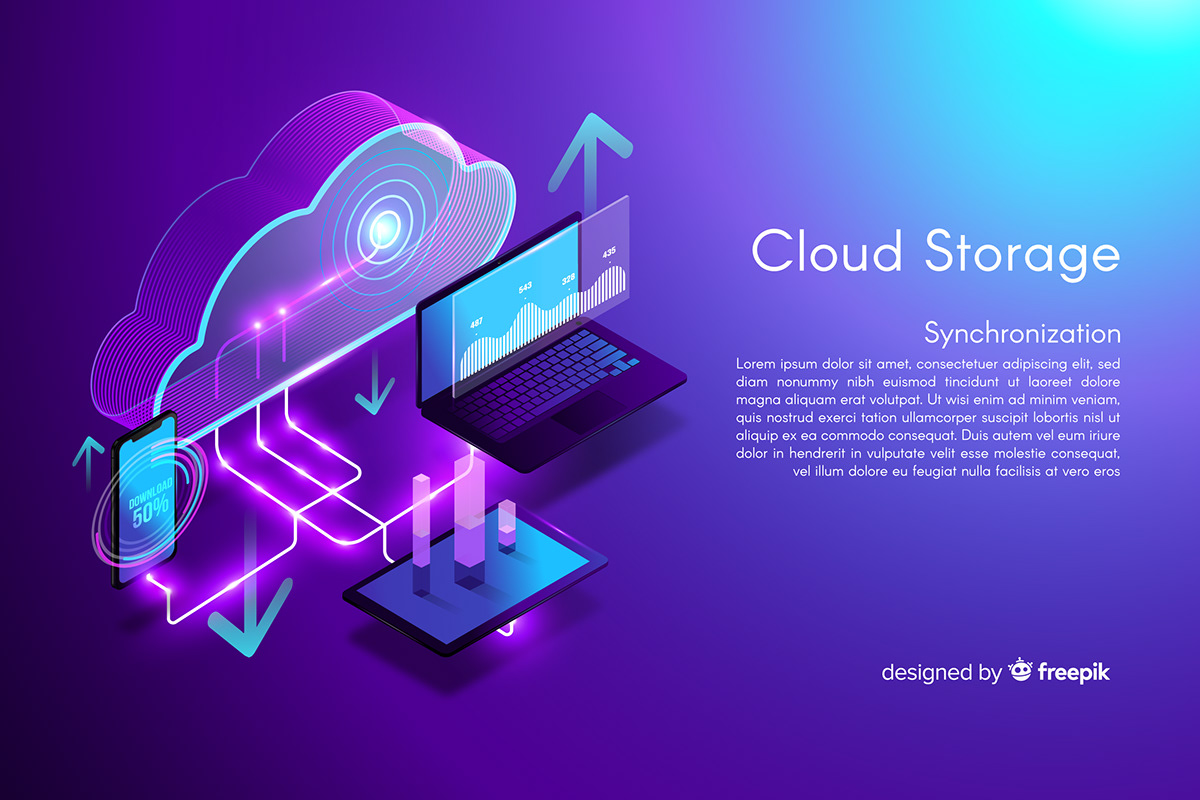 Cloud Storage
Synchronization
Lorem ipsum dolor sit amet, consectetuer adipiscing elit, sed
diam nonummy nibh euismod tincidunt ut laoreet dolore
magna aliquam erat volutpat. Ut wisi enim ad minim veniam,
quis nostrud exerci tation ullamcorper suscipit lobortis nisl ut
aliquip ex ea commodo consequat. Duis autem vel eum iriure
dolor in hendrerit in vulputate velit esse molestie consequat,
vel illum dolore eu feugiat nulla facilisis at vero eros
487
543
328
435
DOWNLOAD
50%
designed by freepik